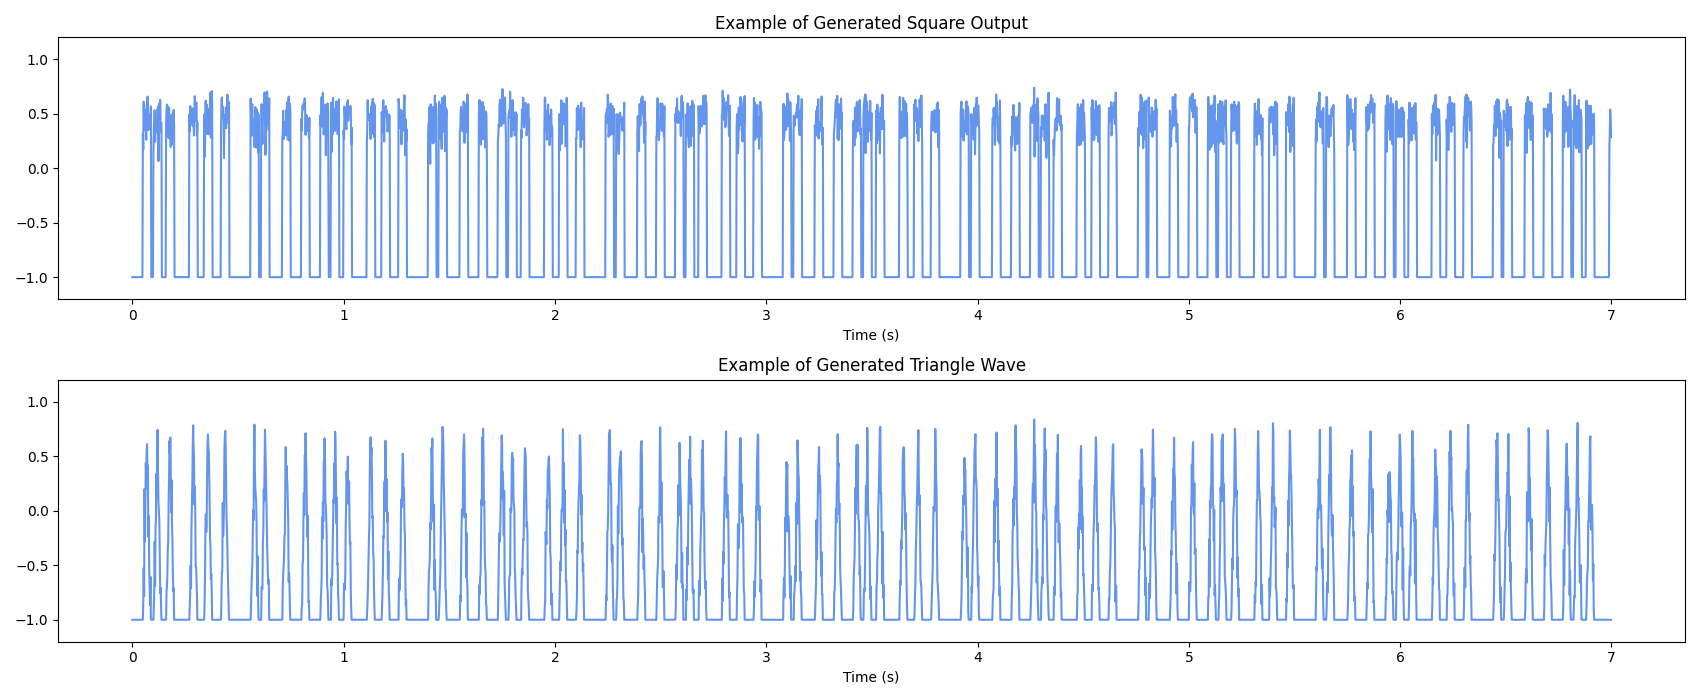 Example of Generated Square Output
1.0
0.5
0.0
−0.5
−1.0
0 1 2 3 4 5 6 7
Time (s)
Example of Generated Triangle Wave
1.0
0.5
0.0
−0.5
−1.0
0 1 2 3 4 5 6 7
Time (s)